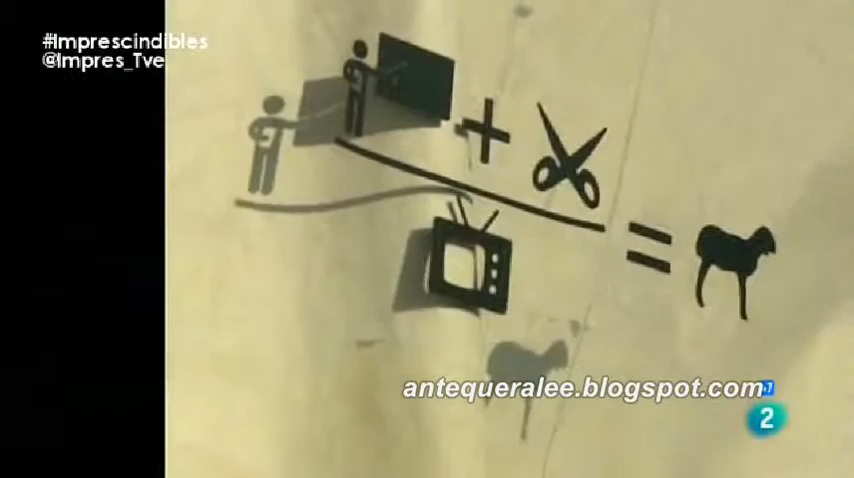 #Imprescindibles
@Impres_Tve
+
=
antequeralee.blogspot.com
2